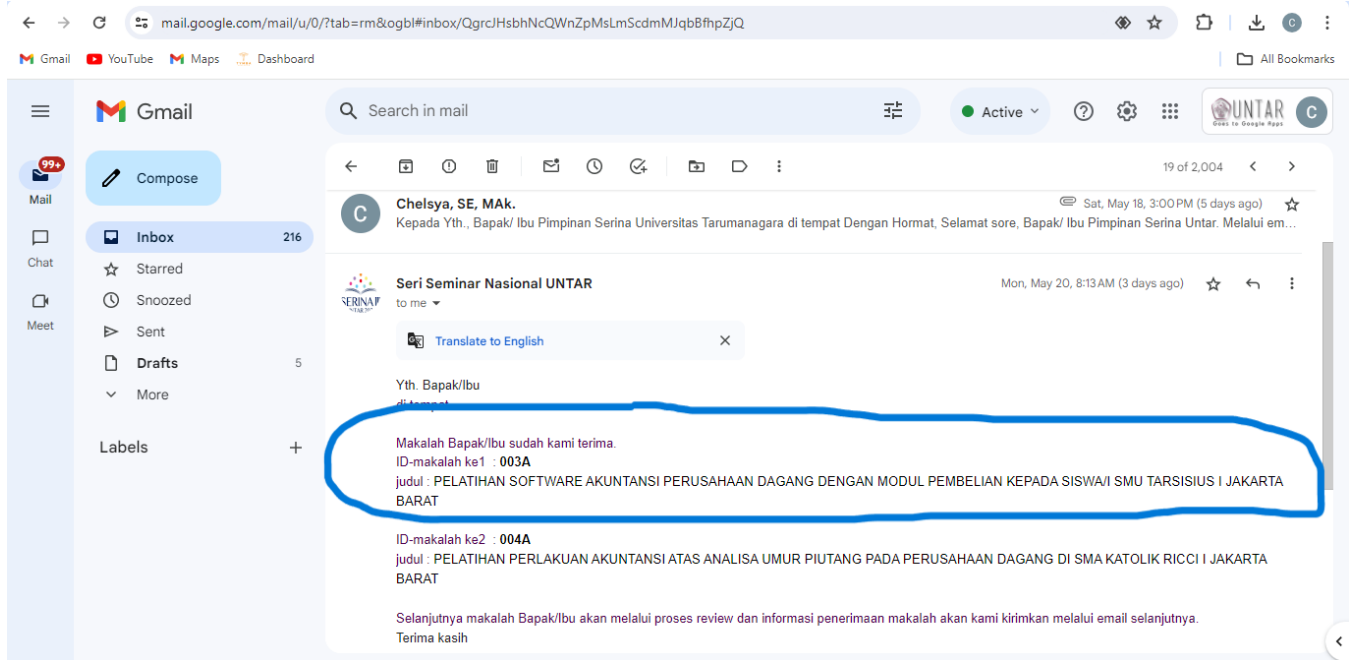 mail.google.com/mail/u/0/?tab=rm&ogbl#inbox/QgrcJHsbhNcQWnZpMsLmScdmMJqbBfhpZjQ
C
Gmail YouTube Maps Dashboard All Bookmarks
Gmail
Search in mail
Active
UNTAR
Goes to Google Apps
C
99+
Mail
Chat
Meet
Compose
Inbox 216
Starred
Snoozed
Sent
Drafts 5
More
Labels
19 of 2,004
C
Chelsya, SE, MAk. Sat, May 18, 3:00 PM (5 days ago)
Kepada Yth., Bapak/ Ibu Pimpinan Serina Universitas Tarumanagara di tempat Dengan Hormat, Selamat sore, Bapak/ Ibu Pimpinan Serina Untar. Melalui em...
SERINA
Seri Seminar Nasional UNTAR Mon, May 20, 8:13 AM (3 days ago)
to me
Translate to English
Yth. Bapak/Ibu
di tempat
Makalah Bapak/Ibu sudah kami terima.
ID-makalah ke1 : 003A
judul : PELATIHAN SOFTWARE AKUNTANSI PERUSAHAAN DAGANG DENGAN MODUL PEMBELIAN KEPADA SISWA/I SMU TARSISIUS I JAKARTA
BARAT
ID-makalah ke2 : 004A
judul : PELATIHAN PERLAKUAN AKUNTANSI ATAS ANALISA UMUR PIUTANG PADA PERUSAHAAN DAGANG DI SMA KATOLIK RICCI I JAKARTA
BARAT
Selanjutnya makalah Bapak/Ibu akan melalui proses review dan informasi penerimaan makalah akan kami kirimkan melalui email selanjutnya.
Terima kasih